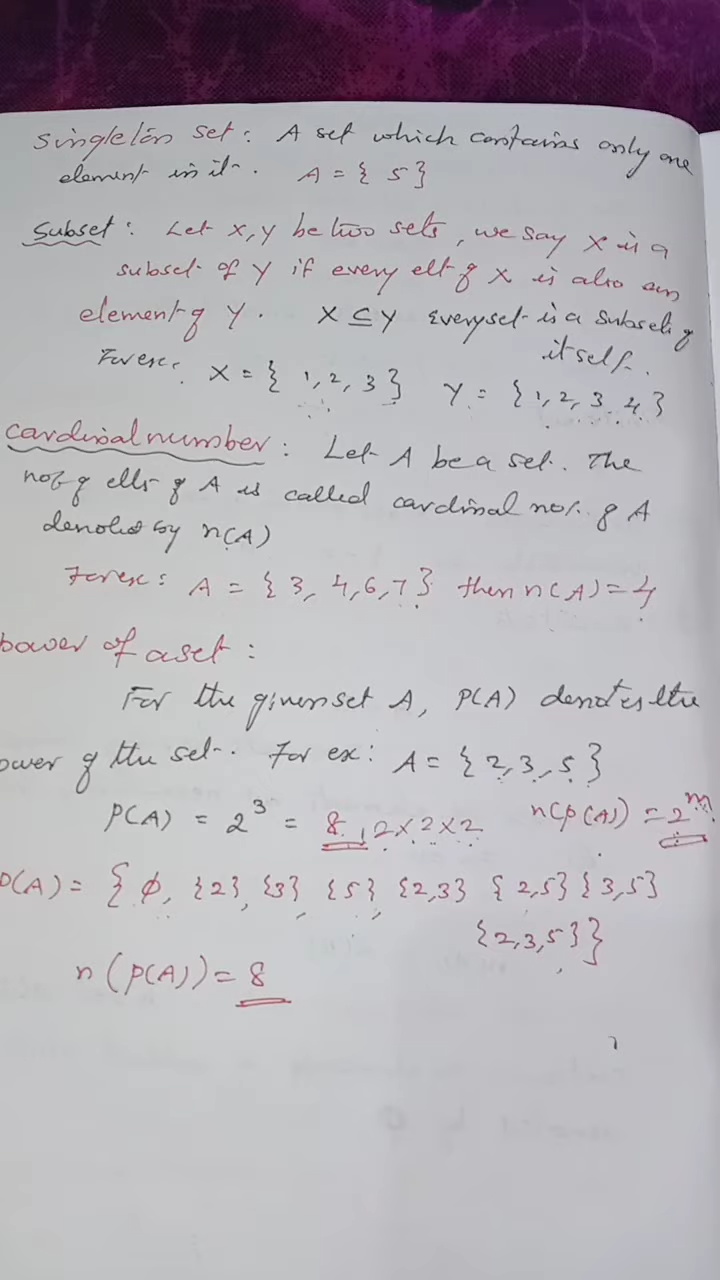 Singleton set : A set which contains only one
element in it. A = { 5 }
Subset : Let X, Y be two sets, we say X is a
subset of Y if every elt of X is also an
element of Y. X ⊆ Y Every set is a subset of
itself.
For ex: X = { 1, 2, 3 } Y = { 1, 2, 3, 4 }
cardinal number : Let A be a set. The
no. of elts of A is called cardinal no. of A
denoted by n(A)
For ex : A = { 3, 4, 6, 7 } then n(A) = 4
power of a set :
For the given set A, P(A) denotes the
ower of the set. For ex : A = { 2, 3, 5 }
P(A) = 2³ = 8, 2×2×2 n(p(A)) = 2ᵐ
P(A) = { ϕ, {2}, {3}, {5}, {2,3} {2,5} {3,5}
{2,3,5}}
n (P(A)) = 8